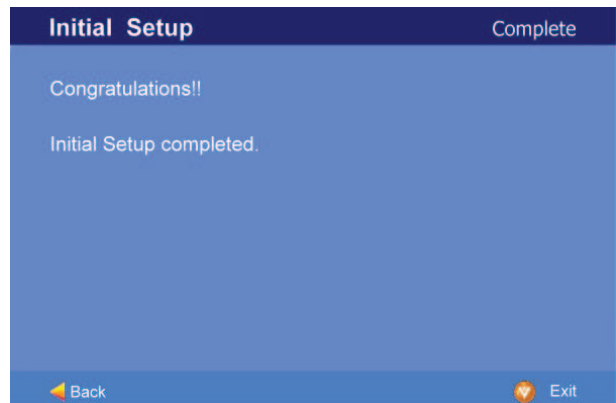 Initial Setup Complete
Congratulations!!
Initial Setup completed.
Back Exit